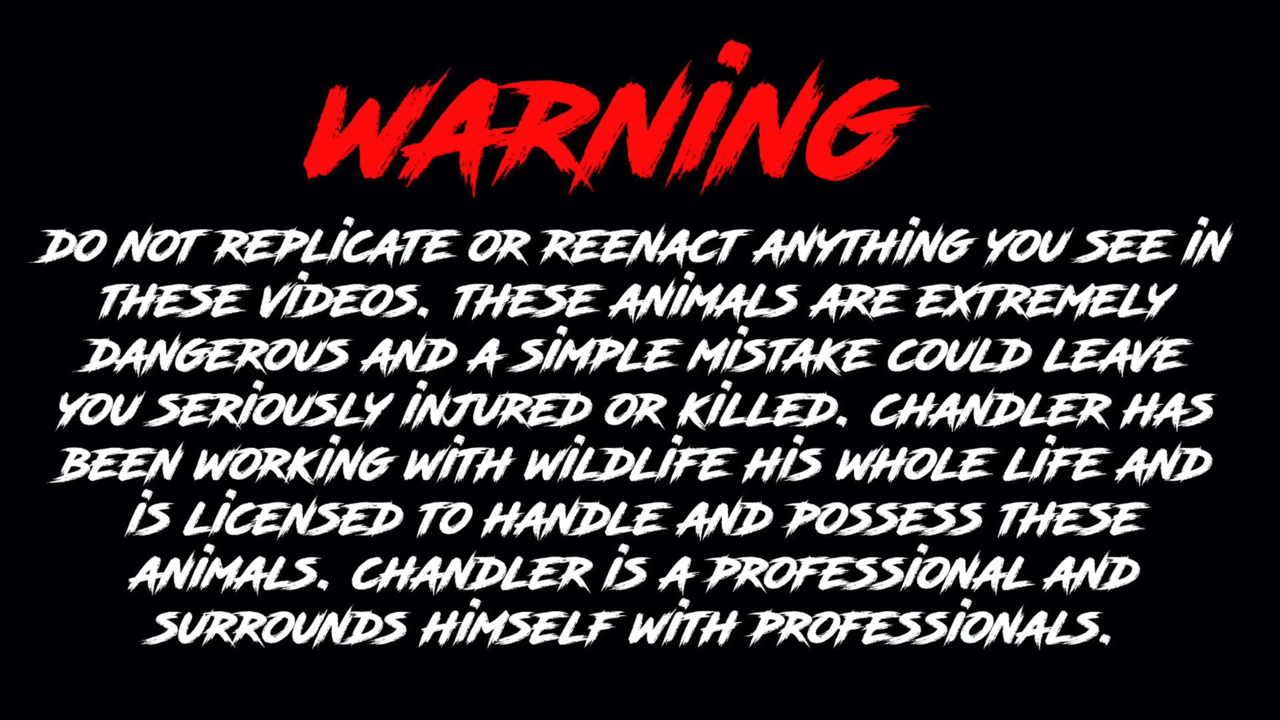 WARNING
DO NOT REPLICATE OR REENACT ANYTHING YOU SEE IN
THESE VIDEOS. THESE ANIMALS ARE EXTREMELY
DANGEROUS AND A SIMPLE MISTAKE COULD LEAVE
YOU SERIOUSLY INJURED OR KILLED. CHANDLER HAS
BEEN WORKING WITH WILDLIFE HIS WHOLE LIFE AND
IS LICENSED TO HANDLE AND POSSESS THESE
ANIMALS. CHANDLER IS A PROFESSIONAL AND
SURROUNDS HIMSELF WITH PROFESSIONALS.